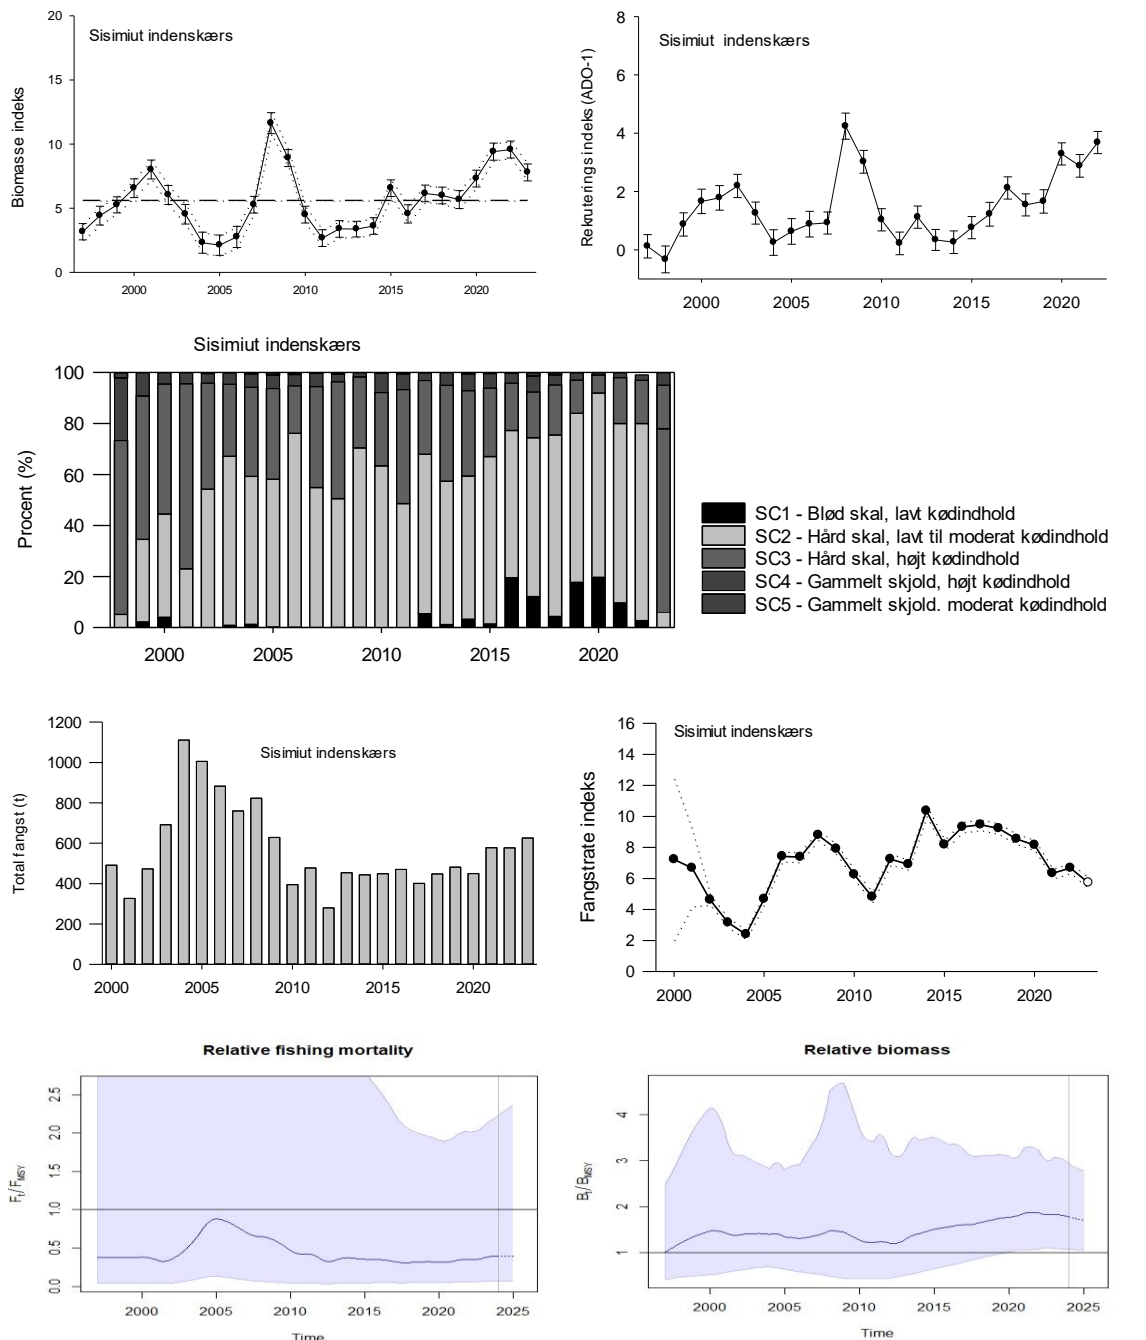 Sisimiut indenskærs
Biomasse indeks
20
15
10
5
0
2000 2005 2010 2015 2020
Sisimiut indenskærs
Rekruterings indeks (ADO-1)
8
6
4
2
0
2000 2005 2010 2015 2020
Sisimiut indenskærs
Procent (%)
100
80
60
40
20
0
2000 2005 2010 2015 2020
SC1 - Blød skal, lavt kødindhold
SC2 - Hård skal, lavt til moderat kødindhold
SC3 - Hård skal, højt kødindhold
SC4 - Gammelt skjold, højt kødindhold
SC5 - Gammelt skjold. moderat kødindhold
Sisimiut indenskærs
Total fangst (t)
1200
1000
800
600
400
200
0
2000 2005 2010 2015 2020
Sisimiut indenskærs
Fangstrate indeks
16
14
12
10
8
6
4
2
0
2000 2005 2010 2015 2020
Relative fishing mortality
Ft/FMSY
2.5
2.0
1.5
1.0
0.5
0.0
2000 2005 2010 2015 2020 2025
Time
Relative biomass
Bt/BMSY
4
3
2
1
2000 2005 2010 2015 2020 2025
Time